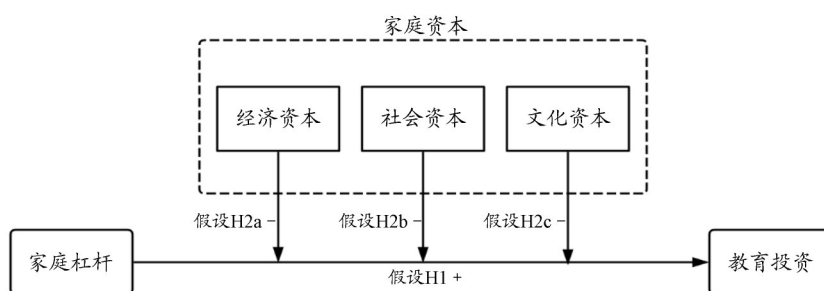 家庭资本
经济资本
社会资本
文化资本
假设H2a -
假设H2b -
假设H2c -
家庭杠杆
教育投资
假设H1 +